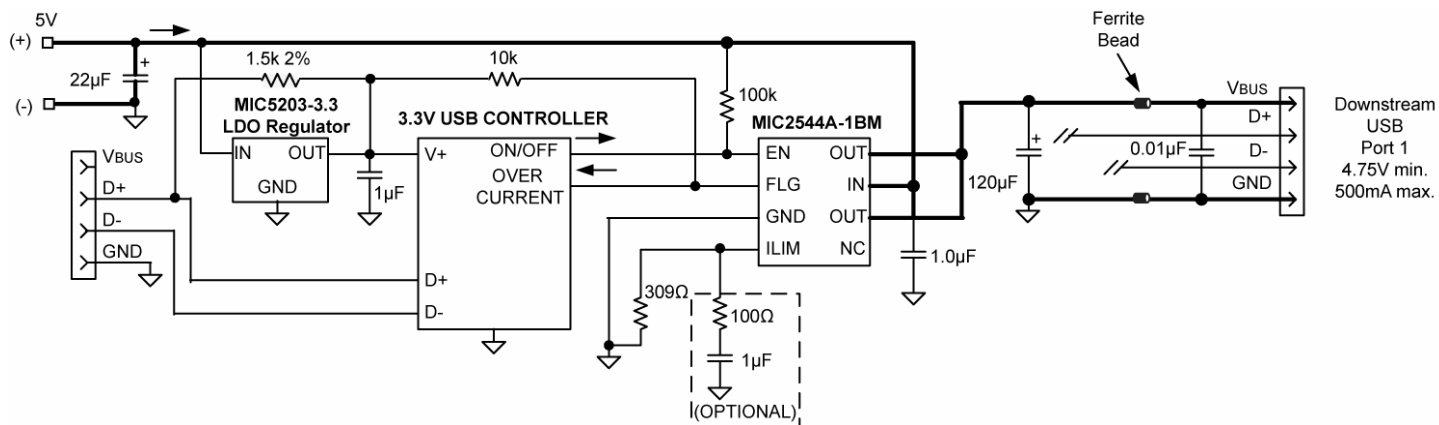 5V
(+)
22µF
+
(-)
1.5k 2%
10k
MIC5203-3.3
LDO Regulator
IN
OUT
GND
1µF
3.3V USB CONTROLLER
V+
ON/OFF
OVER
CURRENT
D+
D-
VBUS
D+
D-
GND
100k
MIC2544A-1BM
EN
OUT
FLG
IN
GND
OUT
ILIM
NC
309Ω
100Ω
1µF
(OPTIONAL)
1.0µF
+
120µF
Ferrite
Bead
0.01µF
VBUS
D+
D-
GND
Downstream
USB
Port 1
4.75V min.
500mA max.